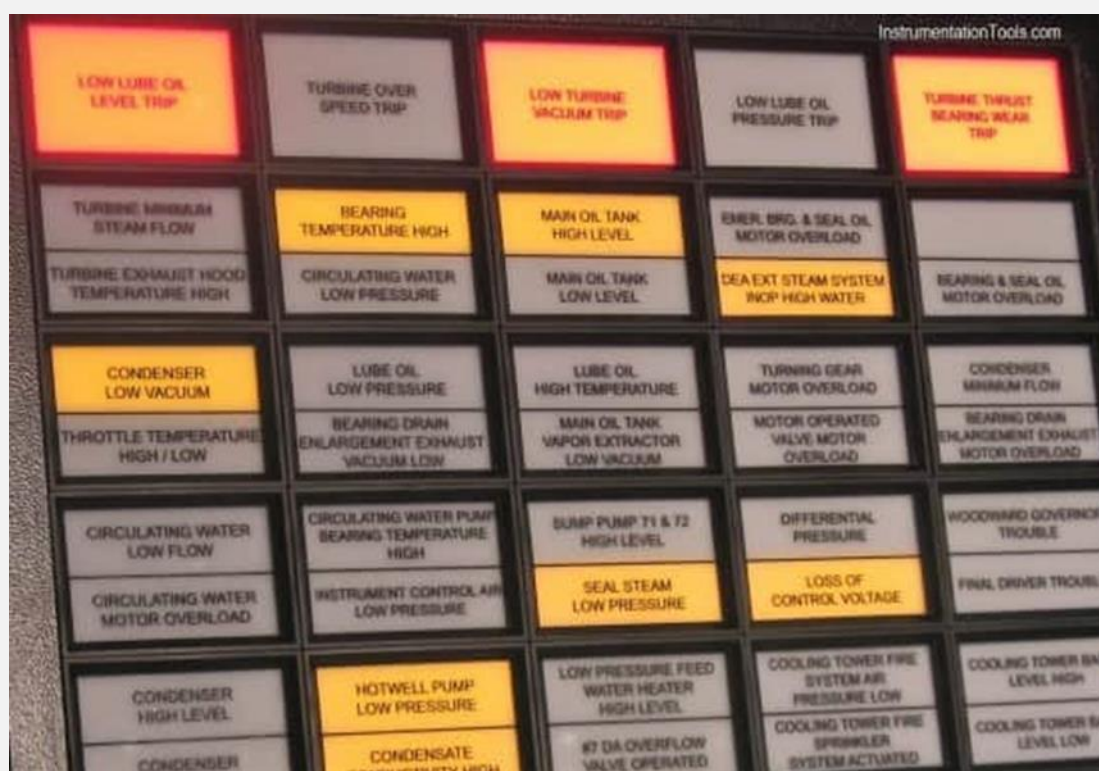 InstrumentationTools.com
LOW LUBE OIL
LEVEL TRIP
TURBINE OVER
SPEED TRIP
LOW TURBINE
VACUUM TRIP
LOW LUBE OIL
PRESSURE TRIP
TURBINE THRUST
BEARING WEAR
TRIP
TURBINE MINIMUM
STEAM FLOW
TURBINE EXHAUST HOOD
TEMPERATURE HIGH
BEARING
TEMPERATURE HIGH
CIRCULATING WATER
LOW PRESSURE
MAIN OIL TANK
HIGH LEVEL
MAIN OIL TANK
LOW LEVEL
EMER. BRG. & SEAL OIL
MOTOR OVERLOAD
DEA EXT STEAM SYSTEM
INOP HIGH WATER
BEARING & SEAL OIL
MOTOR OVERLOAD
CONDENSER
LOW VACUUM
THROTTLE TEMPERATURE
HIGH / LOW
LUBE OIL
LOW PRESSURE
BEARING DRAIN
ENLARGEMENT EXHAUST
VACUUM LOW
LUBE OIL
HIGH TEMPERATURE
MAIN OIL TANK
VAPOR EXTRACTOR
LOW VACUUM
TURNING GEAR
MOTOR OVERLOAD
MOTOR OPERATED
VALVE MOTOR
OVERLOAD
CONDENSER
MINIMUM FLOW
BEARING DRAIN
ENLARGEMENT EXHAUST
MOTOR OVERLOAD
CIRCULATING WATER
LOW FLOW
CIRCULATING WATER
MOTOR OVERLOAD
CIRCULATING WATER PUMP
BEARING TEMPERATURE
HIGH
INSTRUMENT CONTROL AIR
LOW PRESSURE
SUMP PUMP 71 & 72
HIGH LEVEL
SEAL STEAM
LOW PRESSURE
DIFFERENTIAL
PRESSURE
LOSS OF
CONTROL VOLTAGE
WOODWARD GOVERNOR
TROUBLE
FINAL DRIVER TROUBL
CONDENSER
HIGH LEVEL
CONDENSER
HOTWELL PUMP
LOW PRESSURE
CONDENSATE
HIGH
LOW PRESSURE FEED
WATER HEATER
HIGH LEVEL
#7 DA OVERFLOW
VALVE OPERATED
COOLING TOWER FIRE
SYSTEM AIR
PRESSURE LOW
COOLING TOWER FIRE
SPRINKLER
SYSTEM ACTUATED
COOLING TOWER BA
LEVEL HIGH
COOLING TOWER BA
LEVEL LOW